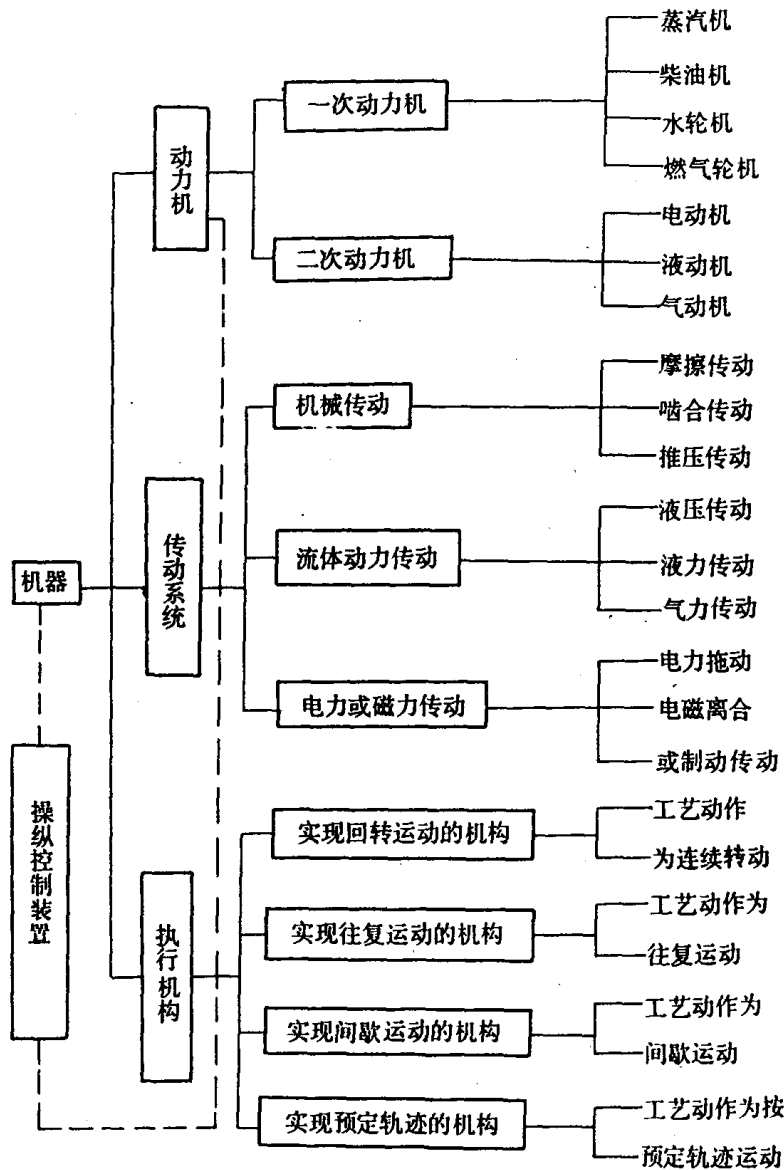 机器
操纵控制装置
动力机
一次动力机
蒸汽机
柴油机
水轮机
燃气轮机
二次动力机
电动机
液动机
气动机
传动系统
机械传动
摩擦传动
啮合传动
推压传动
流体动力传动
液压传动
液力传动
气力传动
电力或磁力传动
电力拖动
电磁离合
或制动传动
执行机构
实现回转运动的机构
工艺动作
为连续转动
实现往复运动的机构
工艺动作为
往复运动
实现间歇运动的机构
工艺动作为
间歇运动
实现预定轨迹的机构
工艺动作为按
预定轨迹运动